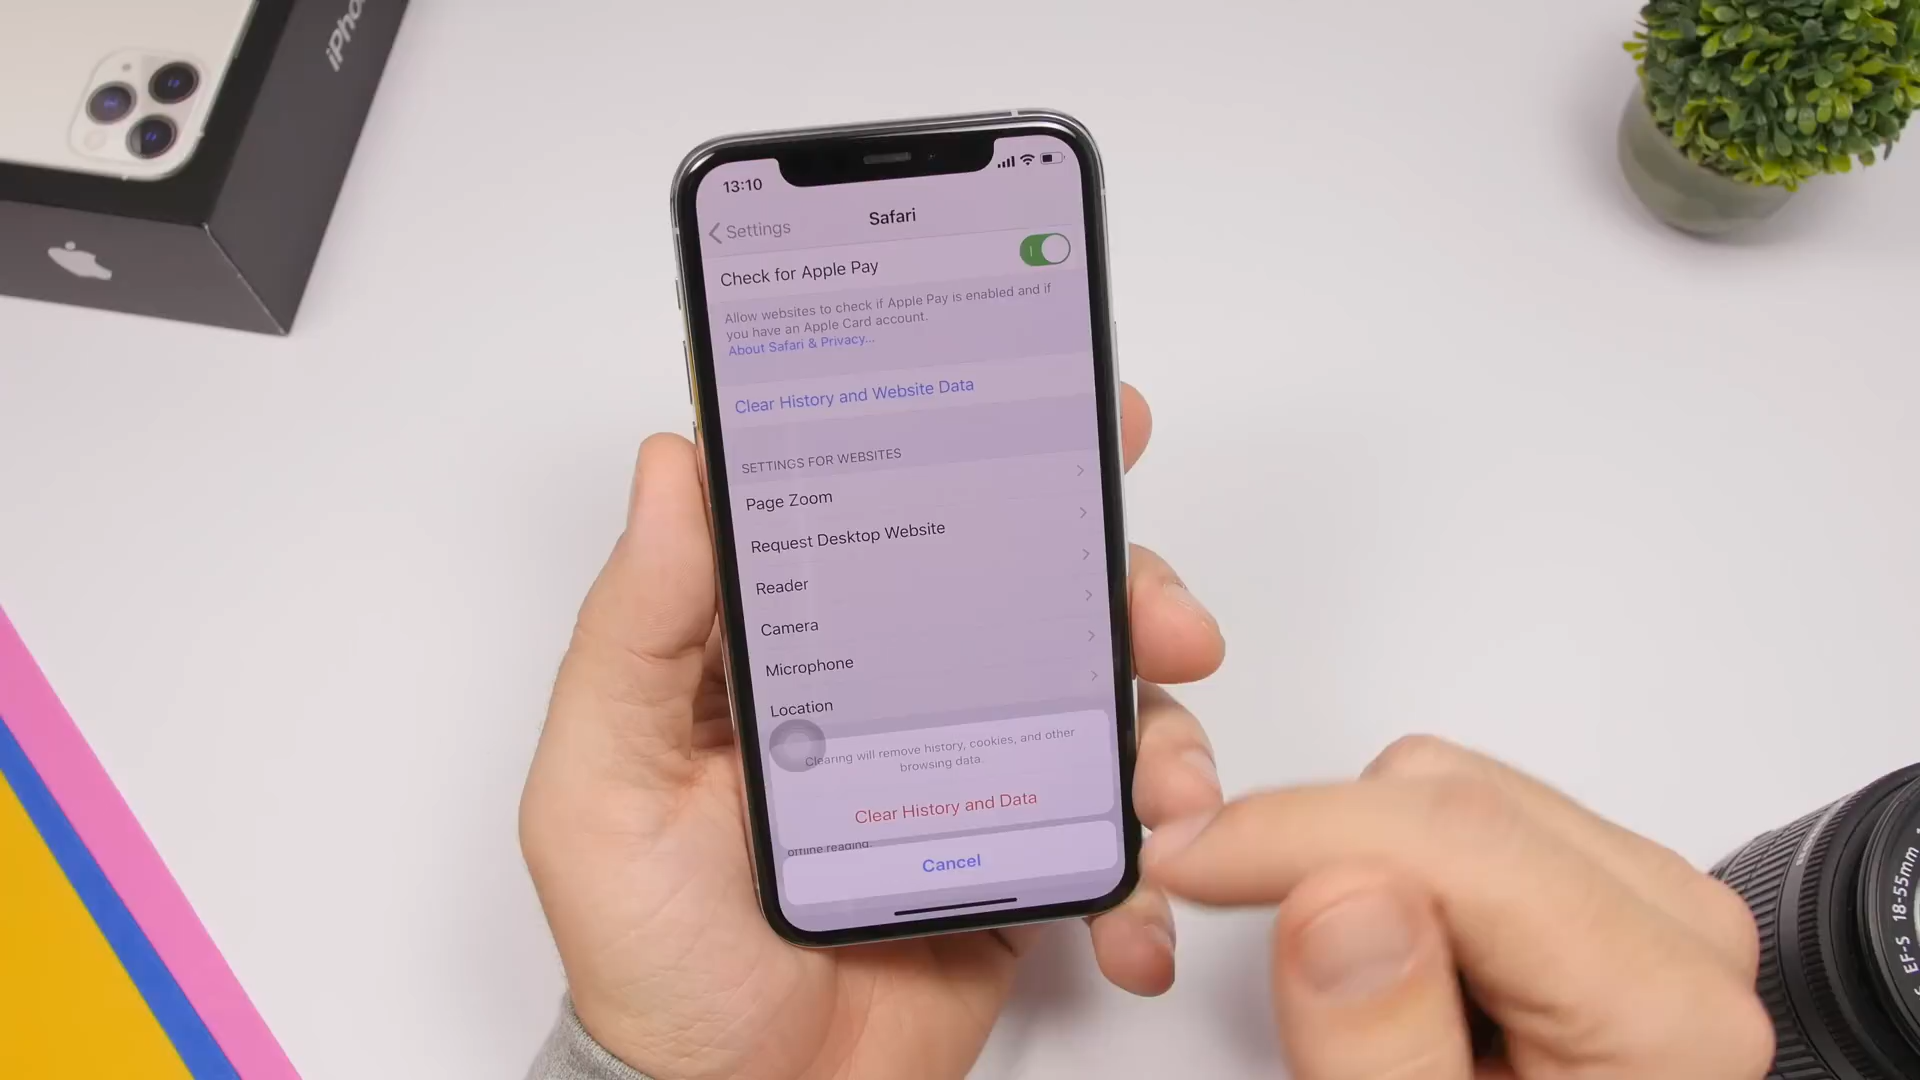 iPho
13:10
Settings
Safari
Check for Apple Pay
Allow websites to check if Apple Pay is enabled and if
you have an Apple Card account.
About Safari & Privacy...
Clear History and Website Data
SETTINGS FOR WEBSITES
Page Zoom
Request Desktop Website
Reader
Camera
Microphone
Location
Clearing will remove history, cookies, and other
browsing data.
Clear History and Data
offline reading.
Cancel
EF-S 18-55mm